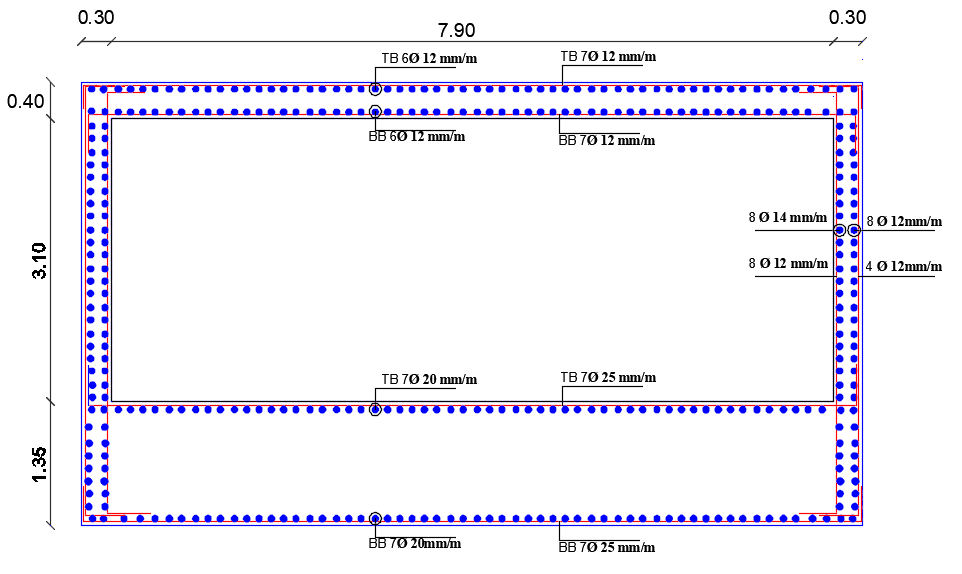 0.30
7.90
0.30
TB 6Ø 12 mm/m
TB 7Ø 12 mm/m
0.40
BB 6Ø 12 mm/m
BB 7Ø 12 mm/m
8 Ø 14 mm/m
8 Ø 12mm/m
3.10
8 Ø 12 mm/m
4 Ø 12mm/m
TB 7Ø 20 mm/m
TB 7Ø 25 mm/m
1.35
BB 7Ø 20mm/m
BB 7Ø 25 mm/m